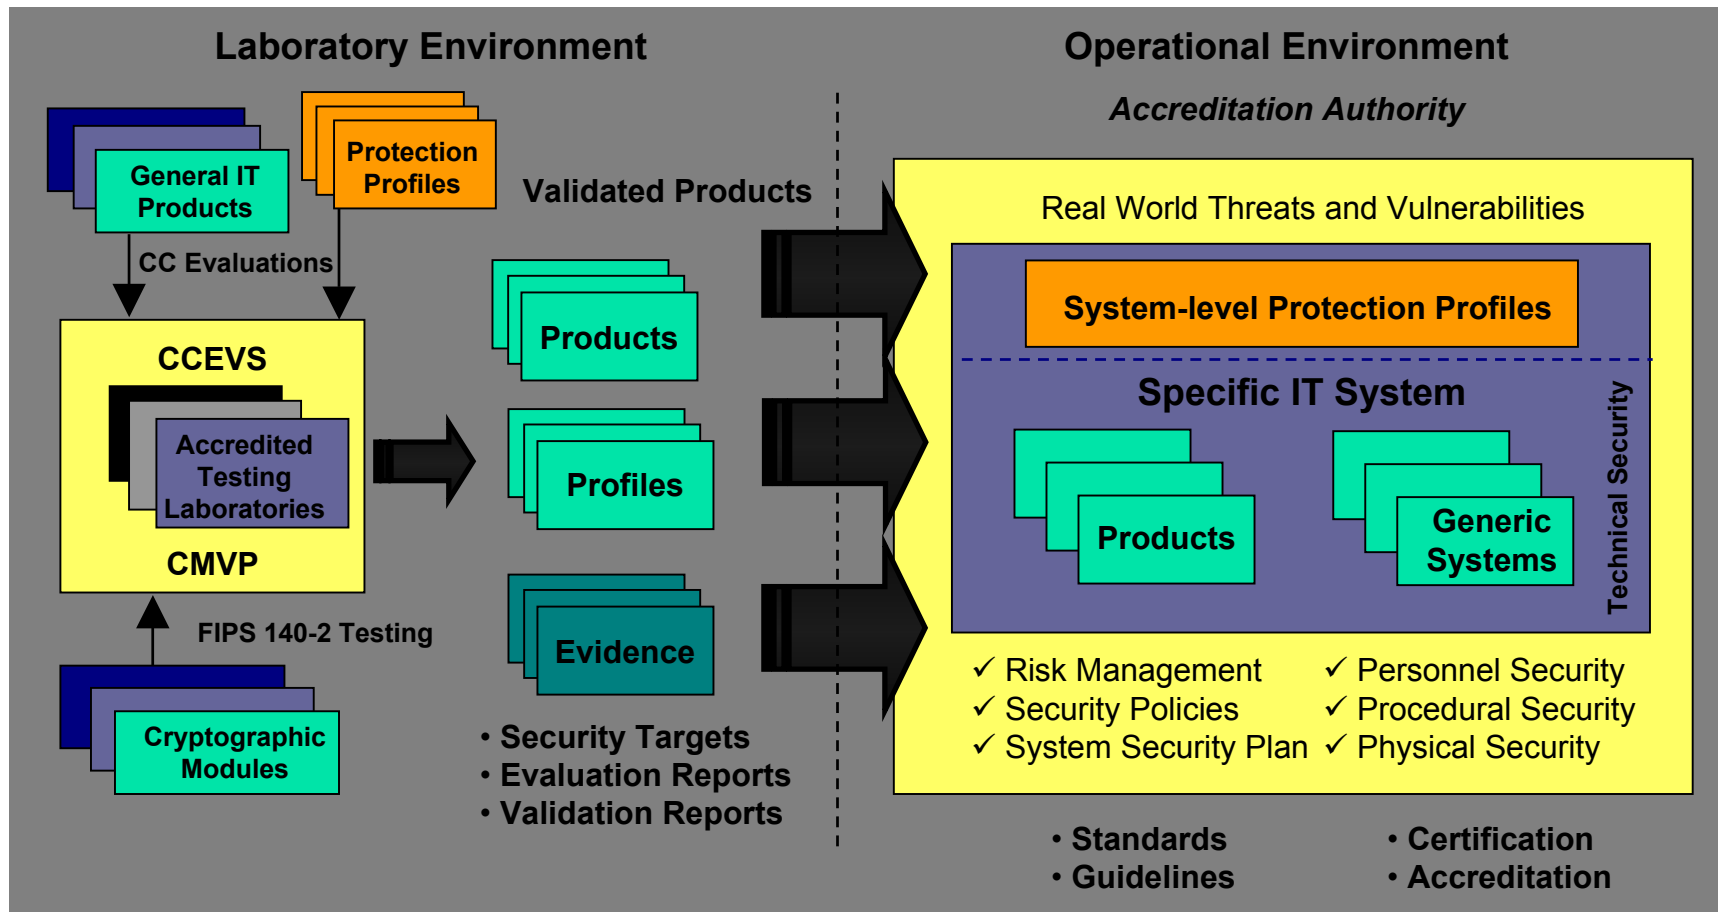 Laboratory Environment
General IT
Products
Protection
Profiles
CC Evaluations
CCEVS
Accredited
Testing
Laboratories
CMVP
FIPS 140-2 Testing
Cryptographic
Modules
Validated Products
Products
Profiles
Evidence
• Security Targets
• Evaluation Reports
• Validation Reports
Operational Environment
Accreditation Authority
Real World Threats and Vulnerabilities
System-level Protection Profiles
Specific IT System
Products
Generic
Systems
Technical Security
✓ Risk Management
✓ Security Policies
✓ System Security Plan
✓ Personnel Security
✓ Procedural Security
✓ Physical Security
• Standards
• Guidelines
• Certification
• Accreditation